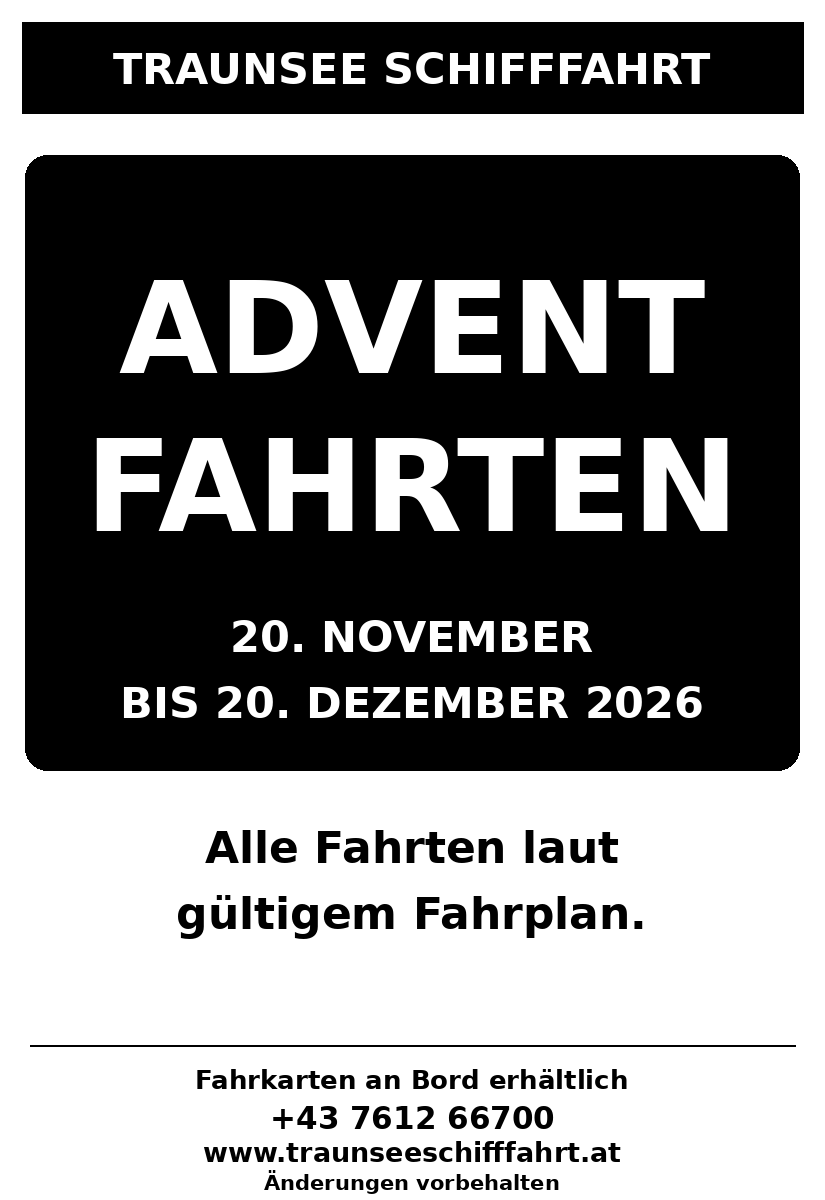 TRAUNSEE SCHIFFFAHRT
ADVENT
FAHRTEN
20. NOVEMBER
BIS 20. DEZEMBER 2026
Alle Fahrten laut
gültigem Fahrplan.
Fahrkarten an Bord erhältlich
+43 7612 66700
www.traunseeschifffahrt.at
Änderungen vorbehalten